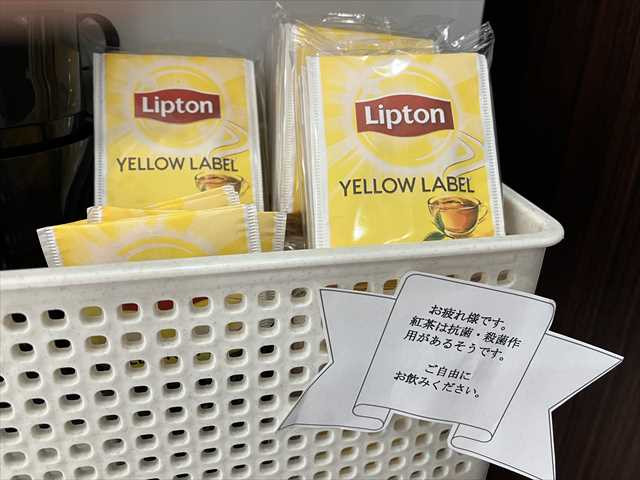 Lipton
YELLOW LABEL
Lipton
YELLOW LABEL
お疲れ様です。
紅茶は抗菌・殺菌作
用があるそうです。
ご自由に
お飲みください。